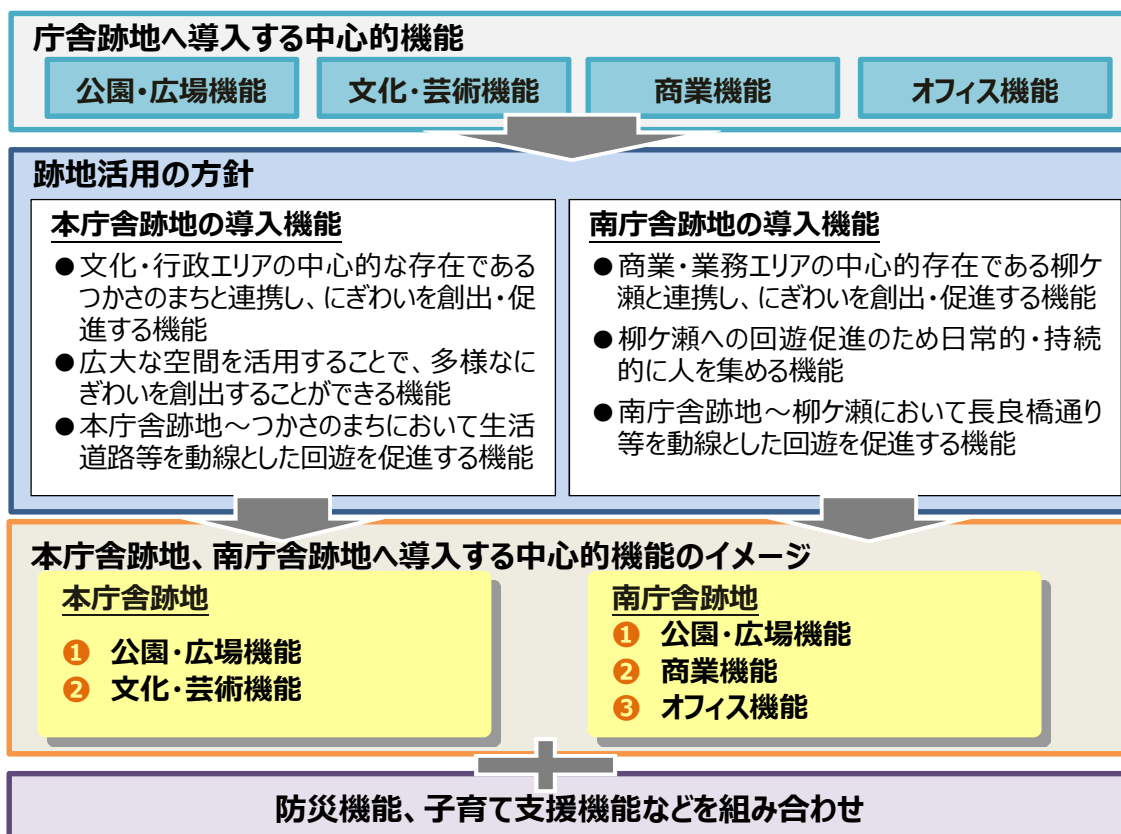 庁舎跡地へ導入する中心的機能
公園・広場機能
文化・芸術機能
商業機能
オフィス機能
跡地活用の方針
本庁舎跡地の導入機能
●文化・行政エリアの中心的な存在である
つかさのまちと連携し、にぎわいを創出・促
進する機能
●広大な空間を活用することで、多様なに
ぎわいを創出することができる機能
●本庁舎跡地～つかさのまちにおいて生活
道路等を動線とした回遊を促進する機能
南庁舎跡地の導入機能
●商業・業務エリアの中心的存在である柳ケ
瀬と連携し、にぎわいを創出・促進する機能
●柳ケ瀬への回遊促進のため日常的・持続
的に人を集める機能
●南庁舎跡地～柳ケ瀬において長良橋通り
等を動線とした回遊を促進する機能
本庁舎跡地、南庁舎跡地へ導入する中心的機能のイメージ
本庁舎跡地
❶ 公園・広場機能
❷ 文化・芸術機能
南庁舎跡地
❶ 公園・広場機能
❷ 商業機能
❸ オフィス機能
防災機能、子育て支援機能などを組み合わせ